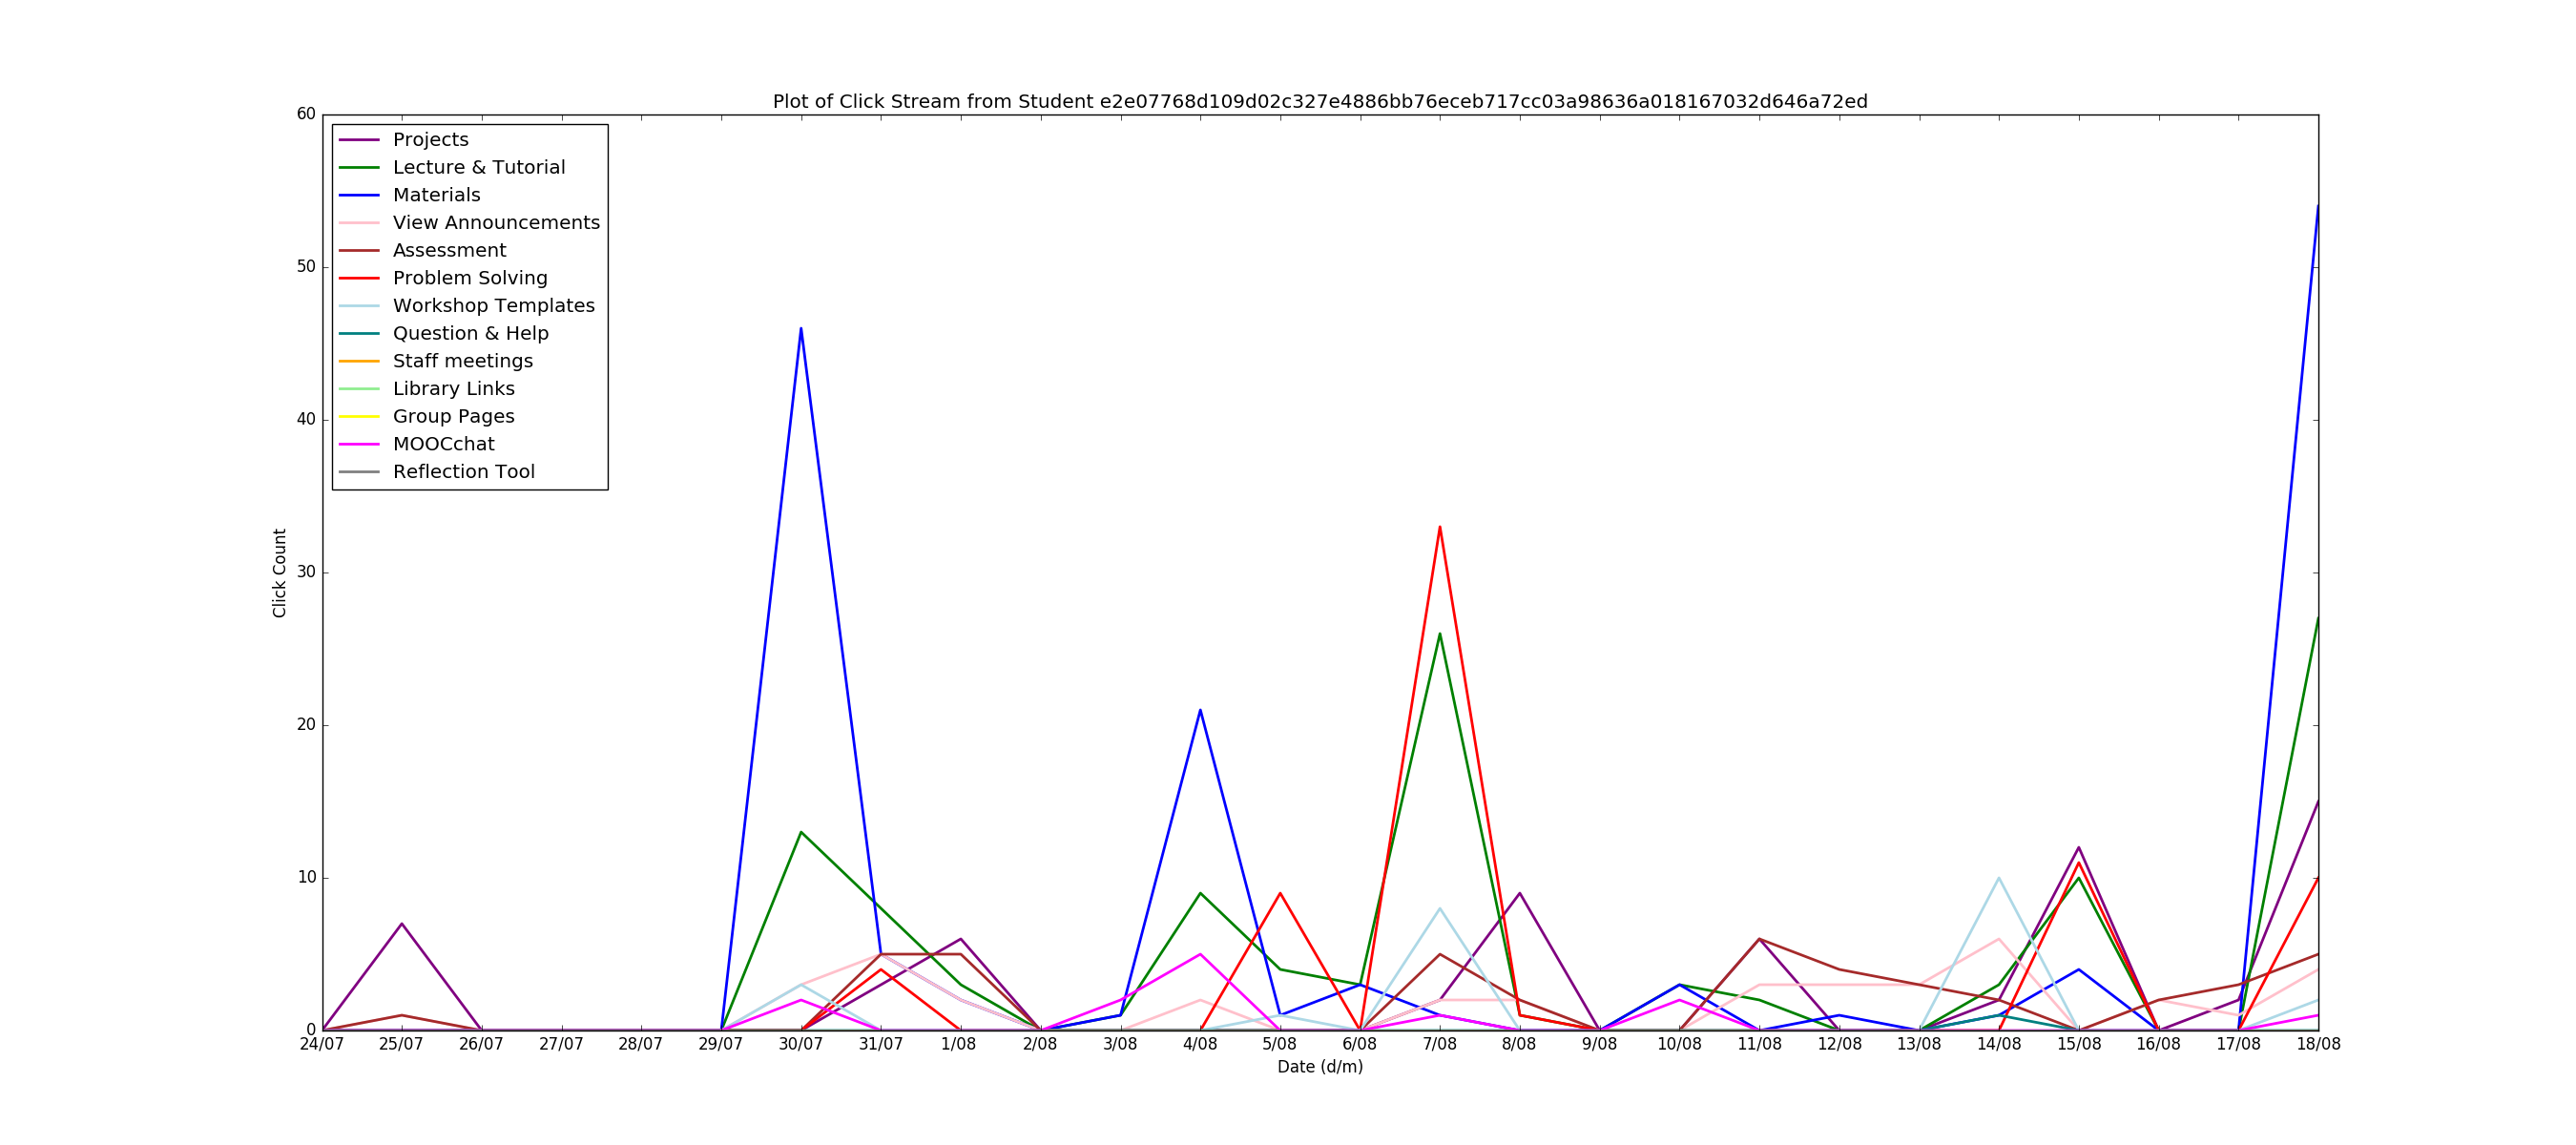 Plot of Click Stream from Student e2e07768d109d02c327e4886bb76eceb717cc03a98636a018167032d646a72ed
60
50
40
30
20
10
0
Click Count
Projects
Lecture & Tutorial
Materials
View Announcements
Assessment
Problem Solving
Workshop Templates
Question & Help
Staff meetings
Library Links
Group Pages
MOOCchat
Reflection Tool
24/07 25/07 26/07 27/07 28/07 29/07 30/07 31/07 1/08 2/08 3/08 4/08 5/08 6/08 7/08 8/08 9/08 10/08 11/08 12/08 13/08 14/08 15/08 16/08 17/08 18/08
Date (d/m)